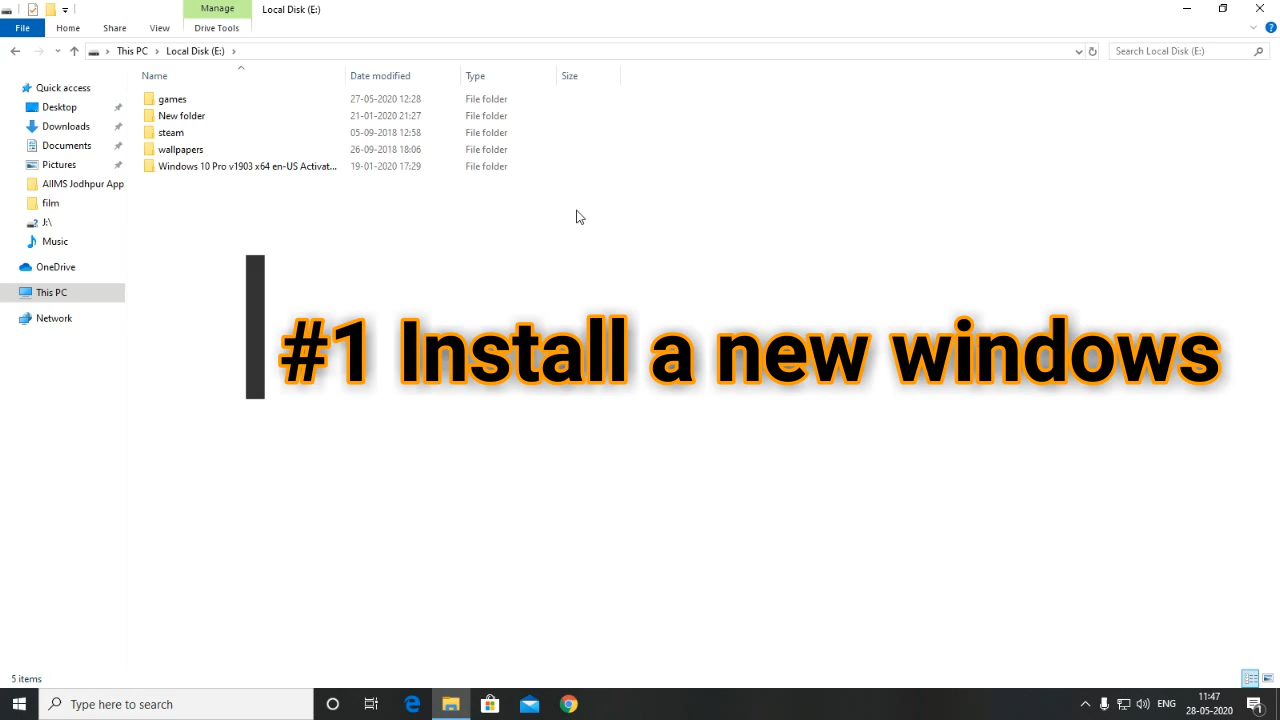 Manage
Local Disk (E:)
File
Home
Share
View
Drive Tools
This PC
Local Disk (E:)
Search Local Disk (E:)
Name
Date modified
Type
Size
Quick access
Desktop
Downloads
Documents
Pictures
AIIMS Jodhpur App
film
J:\
Music
OneDrive
This PC
Network
games 27-05-2020 12:28 File folder
New folder 21-01-2020 21:27 File folder
steam 05-09-2018 12:58 File folder
wallpapers 26-09-2018 18:06 File folder
Windows 10 Pro v1903 x64 en-US Activat... 19-01-2020 17:29 File folder
#1 Install a new windows
5 items
Type here to search
ENG
11:47
28-05-2020
1